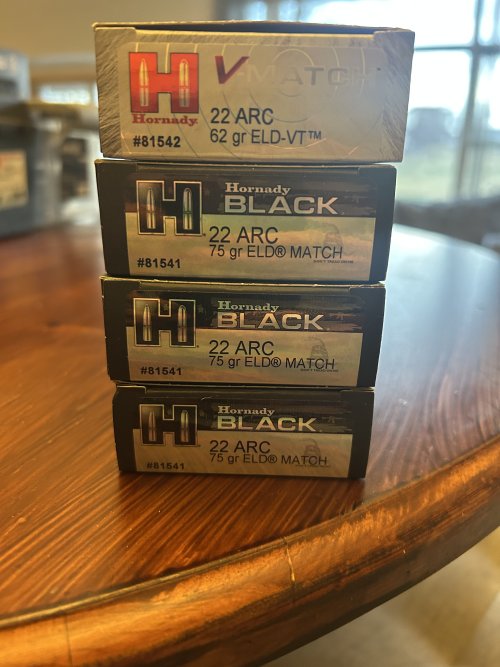 V-MATCH
Hornady
22 ARC
#81542
62 gr ELD-VT™
Hornady
BLACK
22 ARC
75 gr ELD® MATCH
#81541
Hornady
BLACK
22 ARC
75 gr ELD® MATCH
#81541
Hornady
BLACK
22 ARC
75 gr ELD® MATCH
#81541